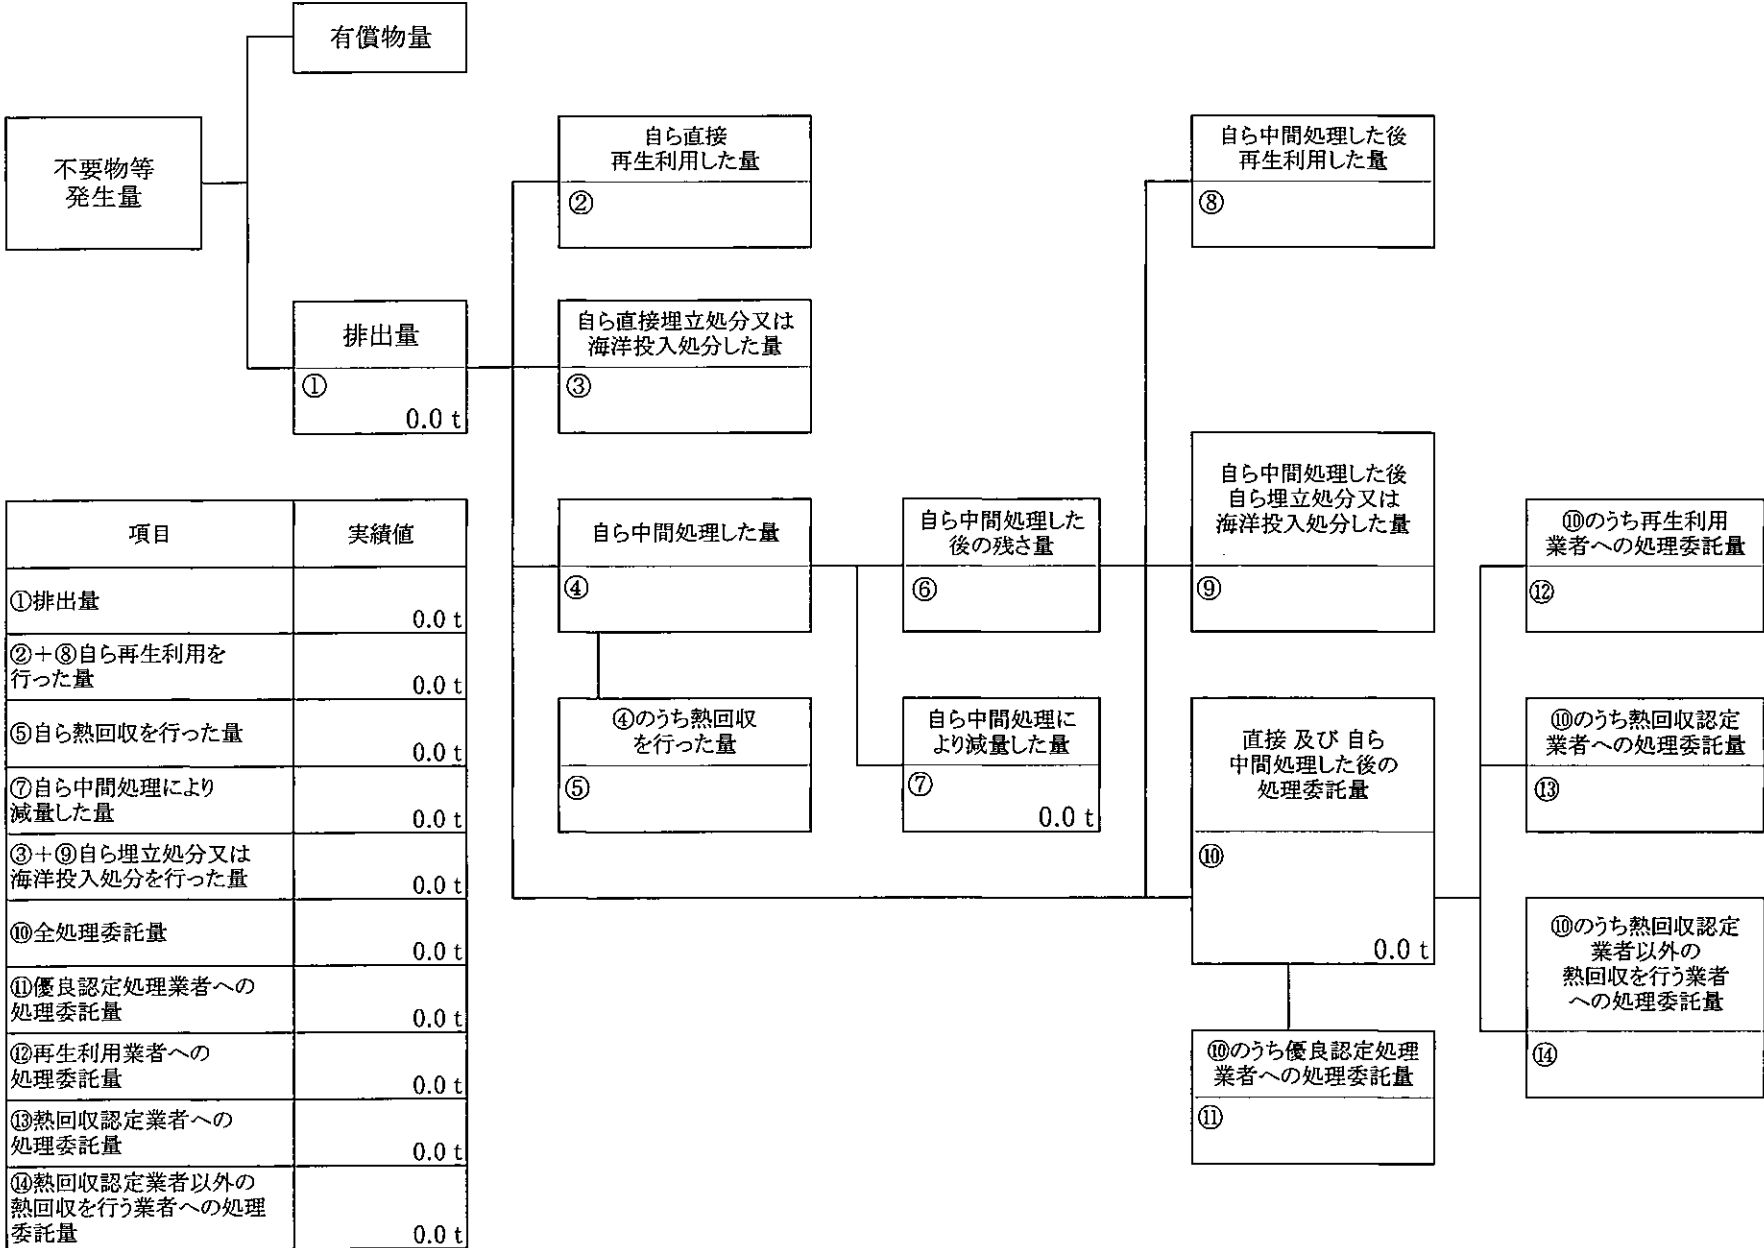 有償物量
不要物等
発生量
自ら直接
再生利用した量
②
自ら中間処理した後
再生利用した量
⑧
排出量
①
0.0 t
自ら直接埋立処分又は
海洋投入処分した量
③
自ら中間処理した量
④
自ら中間処理した
後の残さ量
⑥
自ら中間処理した後
自ら埋立処分又は
海洋投入処分した量
⑨
⑩のうち再生利用
業者への処理委託量
⑫
④のうち熱回収
を行った量
⑤
自ら中間処理に
より減量した量
⑦
0.0 t
直接 及び 自ら
中間処理した後の
処理委託量
⑩
0.0 t
⑩のうち熱回収認定
業者への処理委託量
⑬
⑩のうち熱回収認定
業者以外の
熱回収を行う業者
への処理委託量
⑭
⑩のうち優良認定処理
業者への処理委託量
⑪
項目 実績値
①排出量
0.0 t
②+⑧自ら再生利用を
行った量
0.0 t
⑤自ら熱回収を行った量
0.0 t
⑦自ら中間処理により
減量した量
0.0 t
③+⑨自ら埋立処分又は
海洋投入処分を行った量
0.0 t
⑩全処理委託量
0.0 t
⑪優良認定処理業者への
処理委託量
0.0 t
⑫再生利用業者への
処理委託量
0.0 t
⑬熱回収認定業者への
処理委託量
0.0 t
⑭熱回収認定業者以外の
熱回収を行う業者への処理
委託量
0.0 t